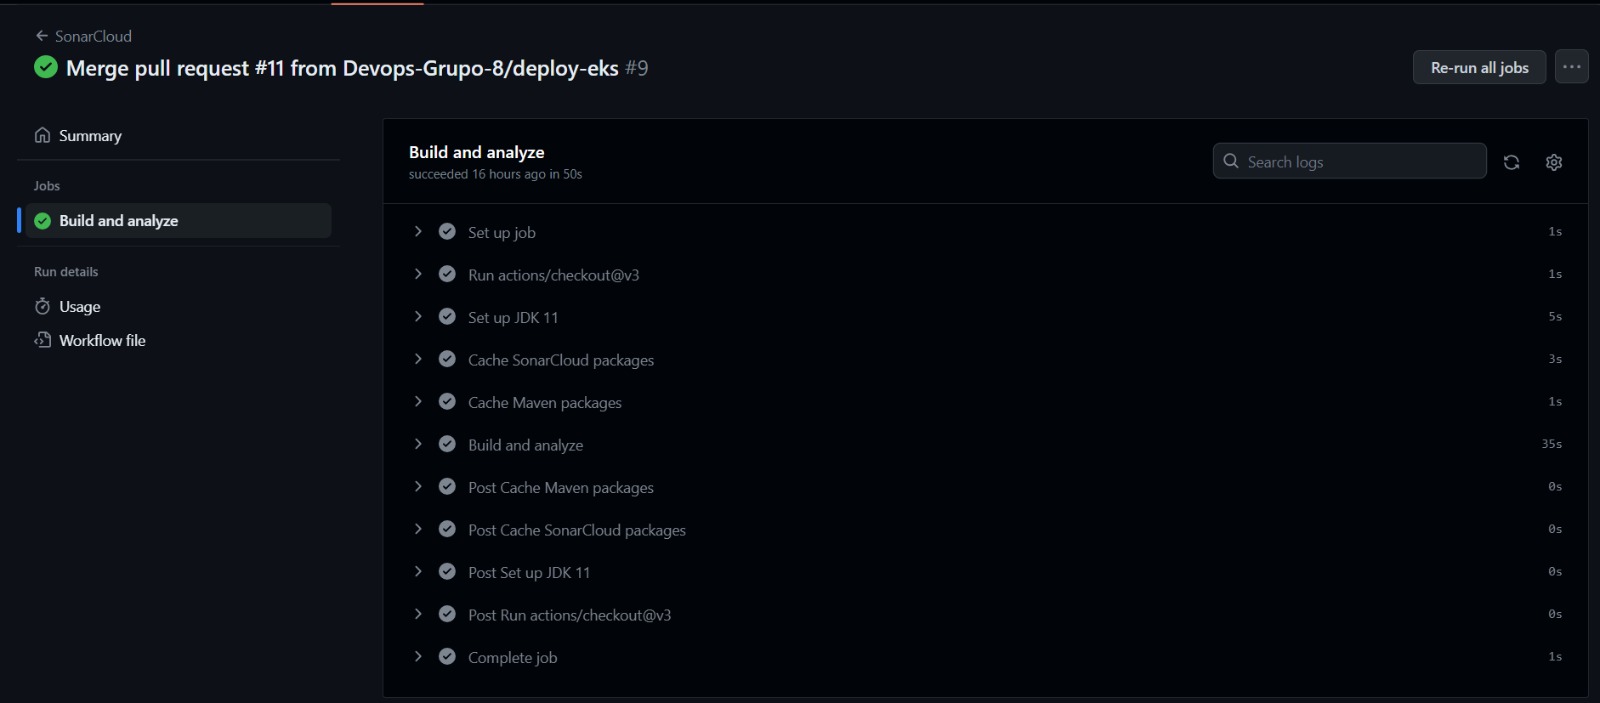 SonarCloud
Merge pull request #11 from Devops-Grupo-8/deploy-eks #9
Re-run all jobs
Summary
Jobs
Build and analyze
Run details
Usage
Workflow file
Build and analyze
succeeded 16 hours ago in 50s
Search logs
Set up job 1s
Run actions/checkout@v3 1s
Set up JDK 11 5s
Cache SonarCloud packages 3s
Cache Maven packages 1s
Build and analyze 35s
Post Cache Maven packages 0s
Post Cache SonarCloud packages 0s
Post Set up JDK 11 0s
Post Run actions/checkout@v3 0s
Complete job 1s